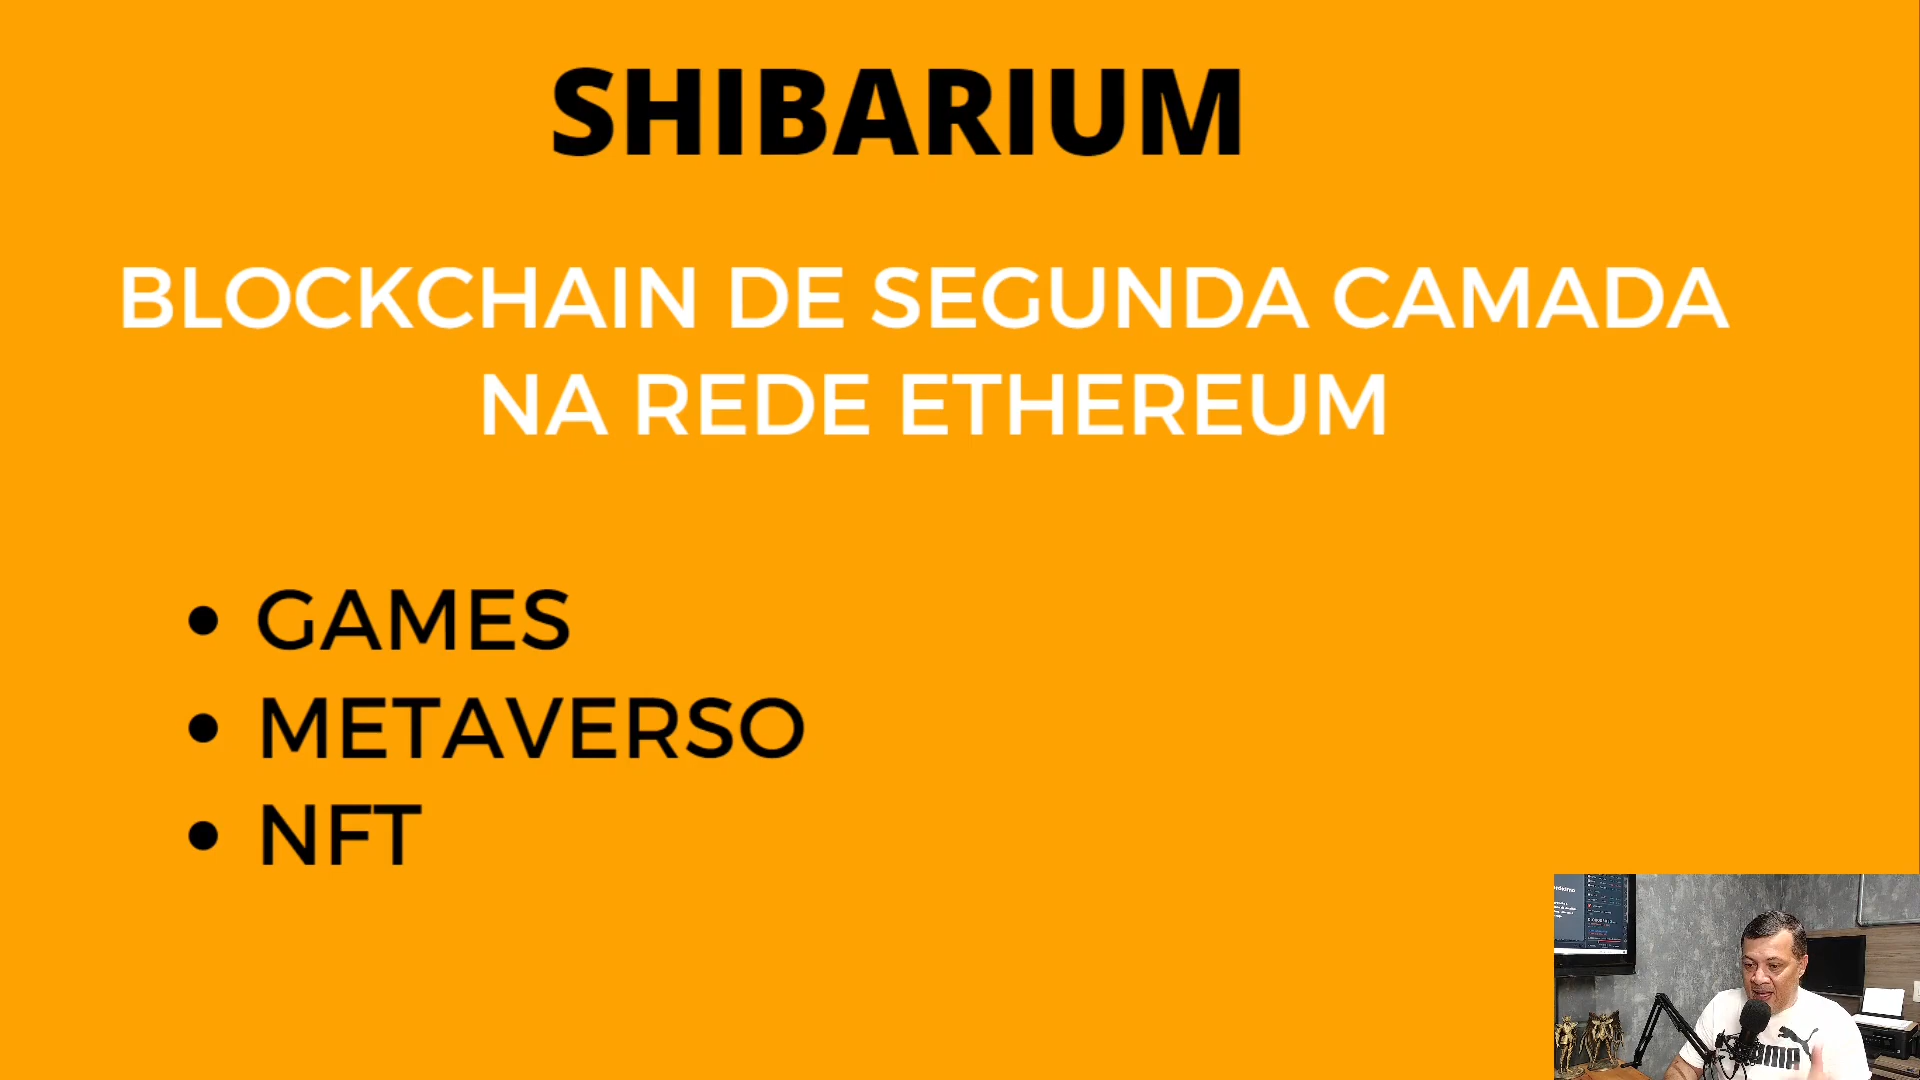 SHIBARIUM
BLOCKCHAIN DE SEGUNDA CAMADA
NA REDE ETHEREUM
• GAMES
• METAVERSO
• NFT